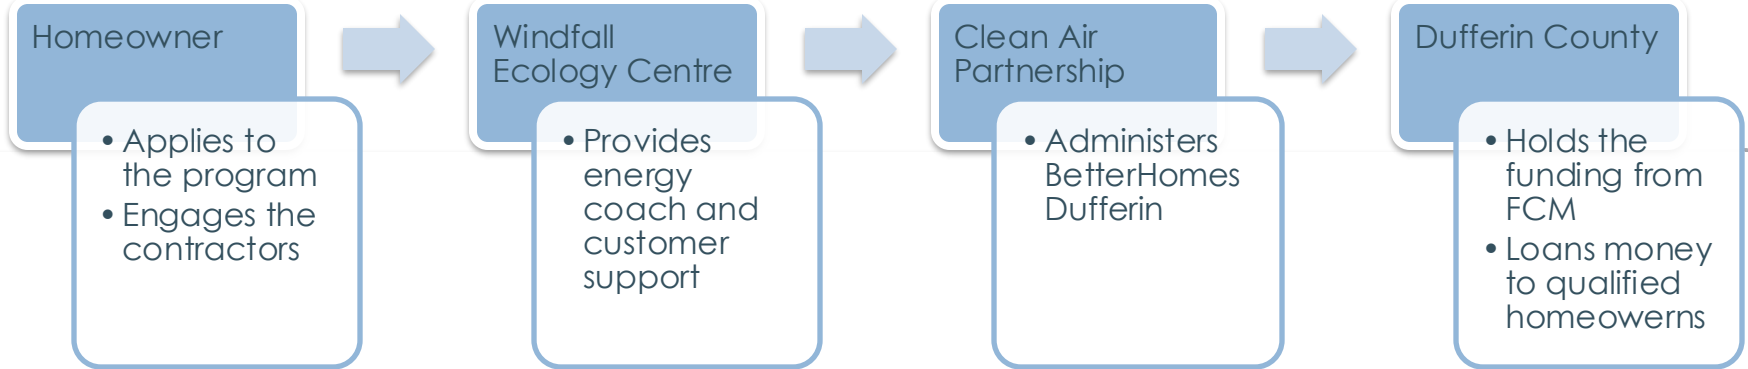 Homeowner
• Applies to
the program
• Engages the
contractors
Windfall
Ecology Centre
• Provides
energy
coach and
customer
support
Clean Air
Partnership
• Administers
BetterHomes
Dufferin
Dufferin County
• Holds the
funding from
FCM
• Loans money
to qualified
homeowerns